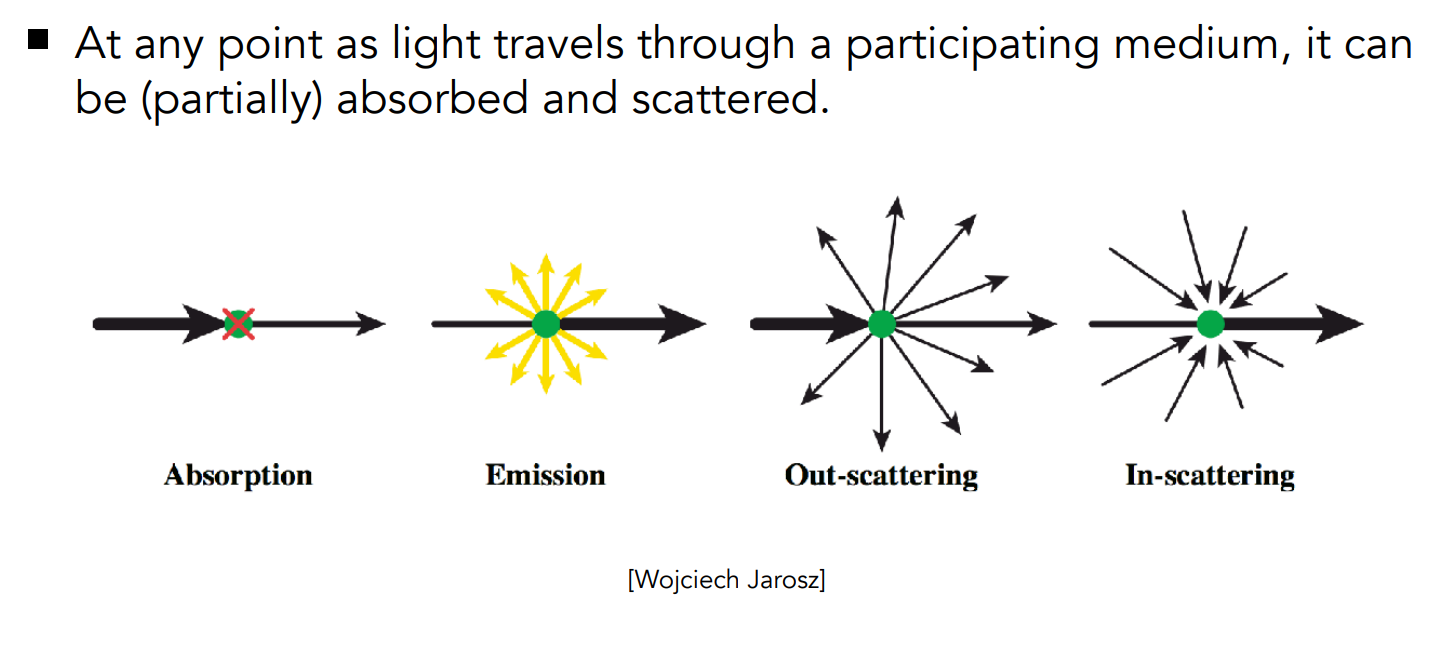 ▪ At any point as light travels through a participating medium, it can
be (partially) absorbed and scattered.
Absorption Emission Out-scattering In-scattering
[Wojciech Jarosz]